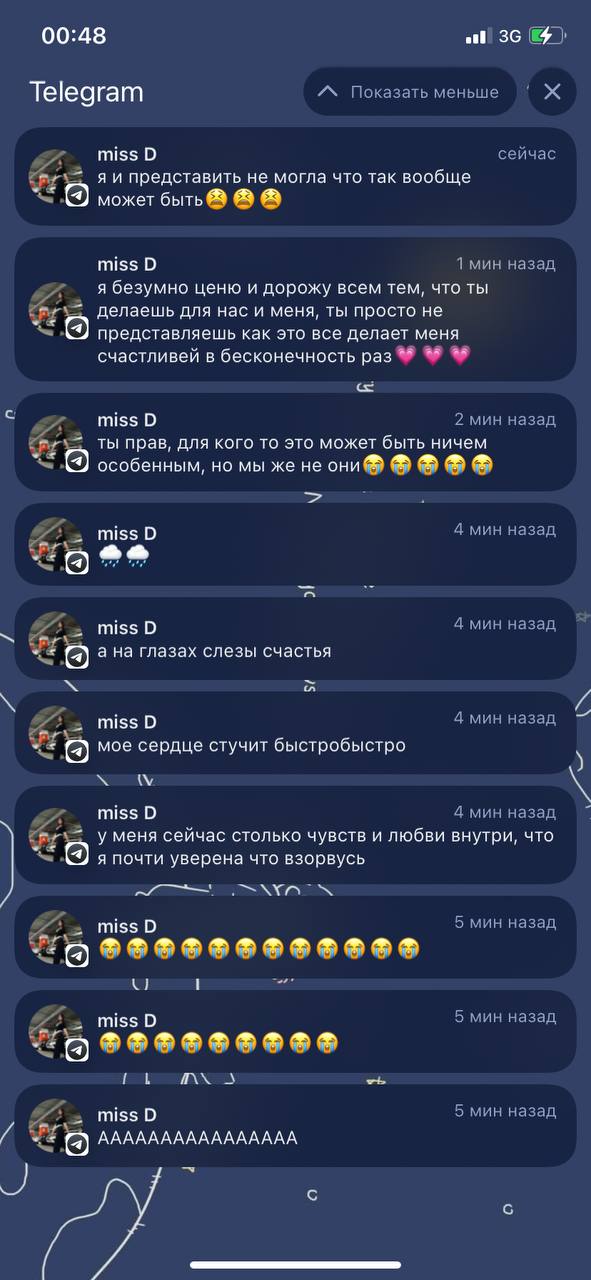 00:48
3G
Telegram
Показать меньше
miss D
сейчас
я и представить не могла что так вообще
может быть😫😫😫
miss D
1 мин назад
я безумно ценю и дорожу всем тем, что ты
делаешь для нас и меня, ты просто не
представляешь как это все делает меня
счастливей в бесконечность раз💗💗💗
miss D
2 мин назад
ты прав, для кого то это может быть ничем
особенным, но мы же не они😭😭😭😭😭
miss D
4 мин назад
🌧️🌧️
miss D
4 мин назад
а на глазах слезы счастья
miss D
4 мин назад
мое сердце стучит быстробыстро
miss D
4 мин назад
у меня сейчас столько чувств и любви внутри, что
я почти уверена что взорвусь
miss D
5 мин назад
😭😭😭😭😭😭😭😭😭😭😭😭
miss D
5 мин назад
😭😭😭😭😭😭😭😭😭
miss D
5 мин назад
АААААААААААААААА